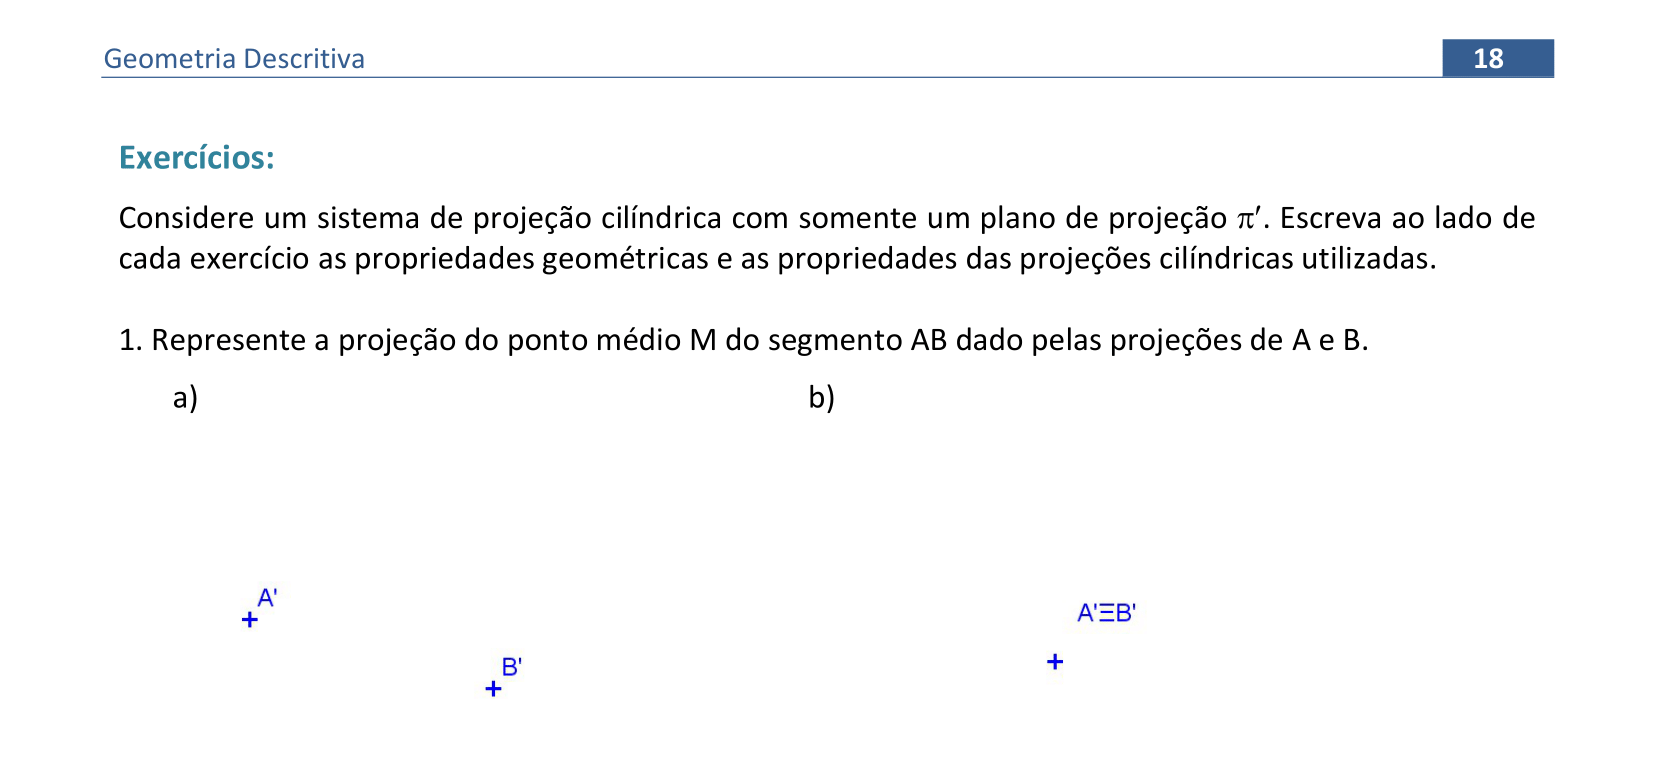 Geometria Descritiva 18
Exercícios:
Considere um sistema de projeção cilíndrica com somente um plano de projeção π′. Escreva ao lado de
cada exercício as propriedades geométricas e as propriedades das projeções cilíndricas utilizadas.
1. Represente a projeção do ponto médio M do segmento AB dado pelas projeções de A e B.
a) b)
A'
A'ΞB'
B'